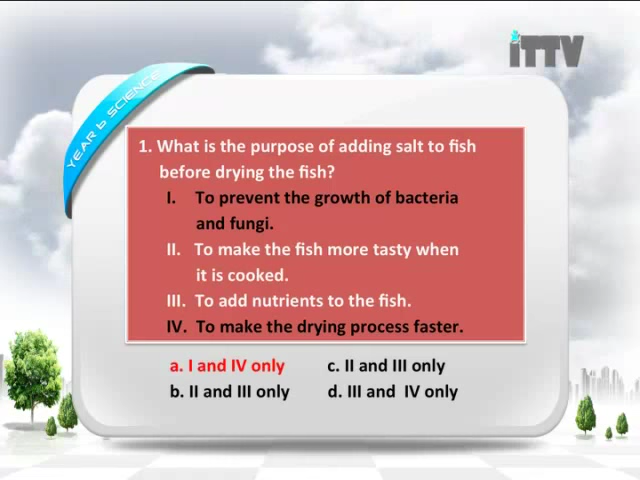 iTTV
YEAR 6 SCIENCE
1. What is the purpose of adding salt to fish
before drying the fish?
I. To prevent the growth of bacteria
and fungi.
II. To make the fish more tasty when
it is cooked.
III. To add nutrients to the fish.
IV. To make the drying process faster.
a. I and IV only
c. II and III only
b. II and III only
d. III and IV only